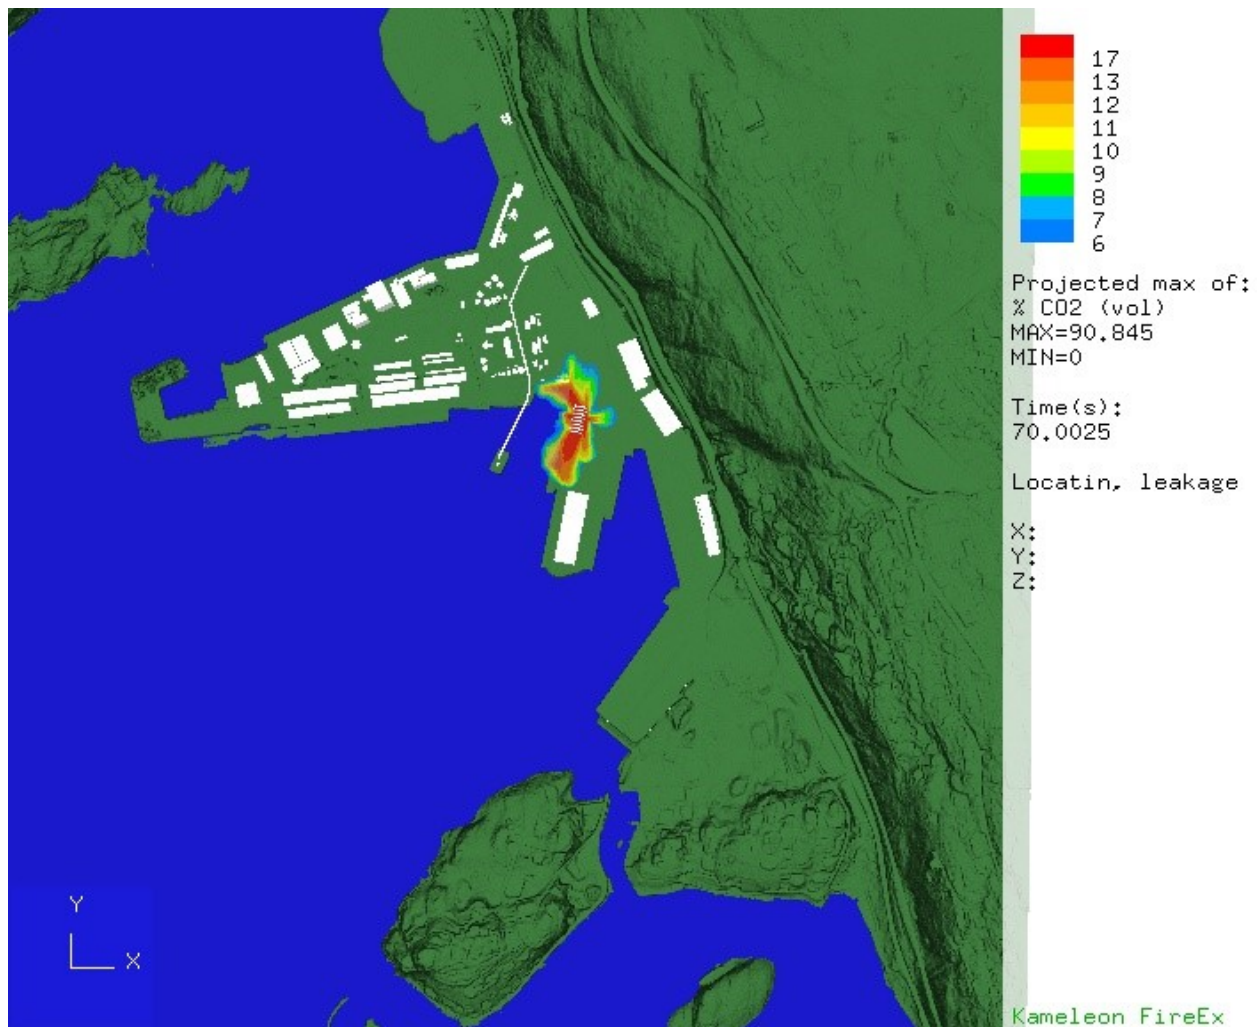 17
13
12
11
10
9
8
7
6
Projected max of:
% CO2 (vol)
MAX=90.845
MIN=0
Time(s):
70.0025
Locatin, leakage
X:
Y:
Z:
Y
X
Kameleon FireEx